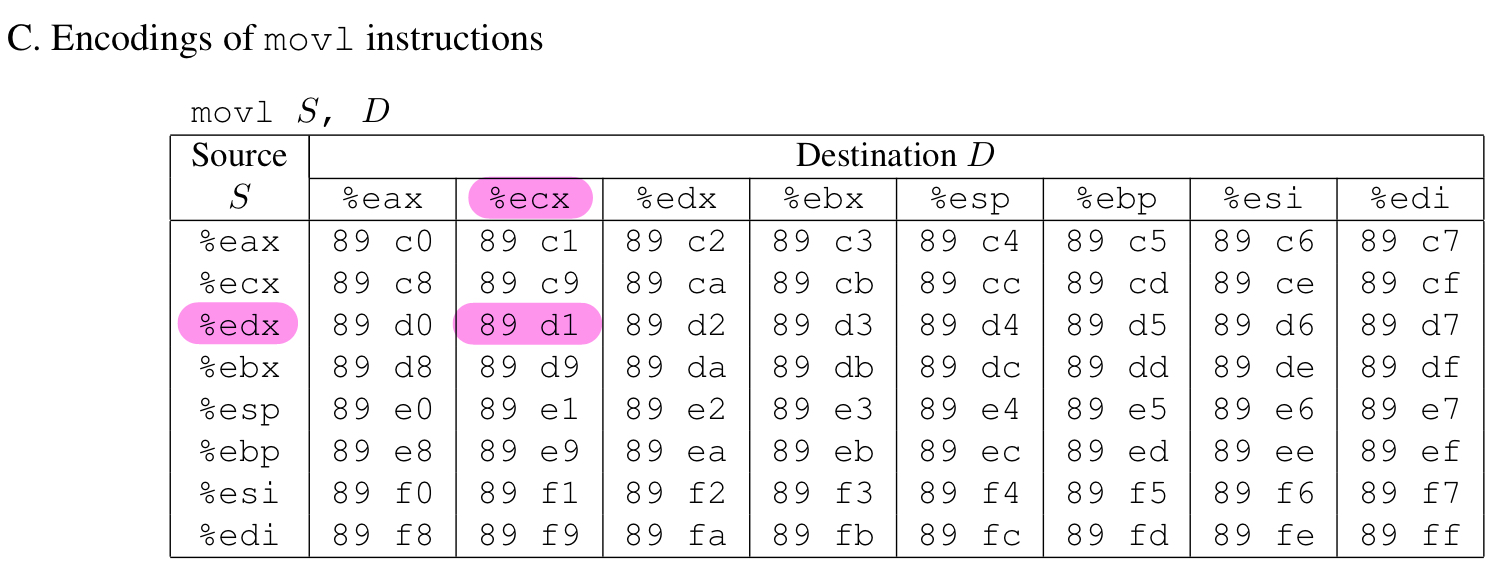 C. Encodings of movl instructions
movl S, D
Source Destination D
S %eax %ecx %edx %ebx %esp %ebp %esi %edi
%eax 89 c0 89 c1 89 c2 89 c3 89 c4 89 c5 89 c6 89 c7
%ecx 89 c8 89 c9 89 ca 89 cb 89 cc 89 cd 89 ce 89 cf
%edx 89 d0 89 d1 89 d2 89 d3 89 d4 89 d5 89 d6 89 d7
%ebx 89 d8 89 d9 89 da 89 db 89 dc 89 dd 89 de 89 df
%esp 89 e0 89 e1 89 e2 89 e3 89 e4 89 e5 89 e6 89 e7
%ebp 89 e8 89 e9 89 ea 89 eb 89 ec 89 ed 89 ee 89 ef
%esi 89 f0 89 f1 89 f2 89 f3 89 f4 89 f5 89 f6 89 f7
%edi 89 f8 89 f9 89 fa 89 fb 89 fc 89 fd 89 fe 89 ff